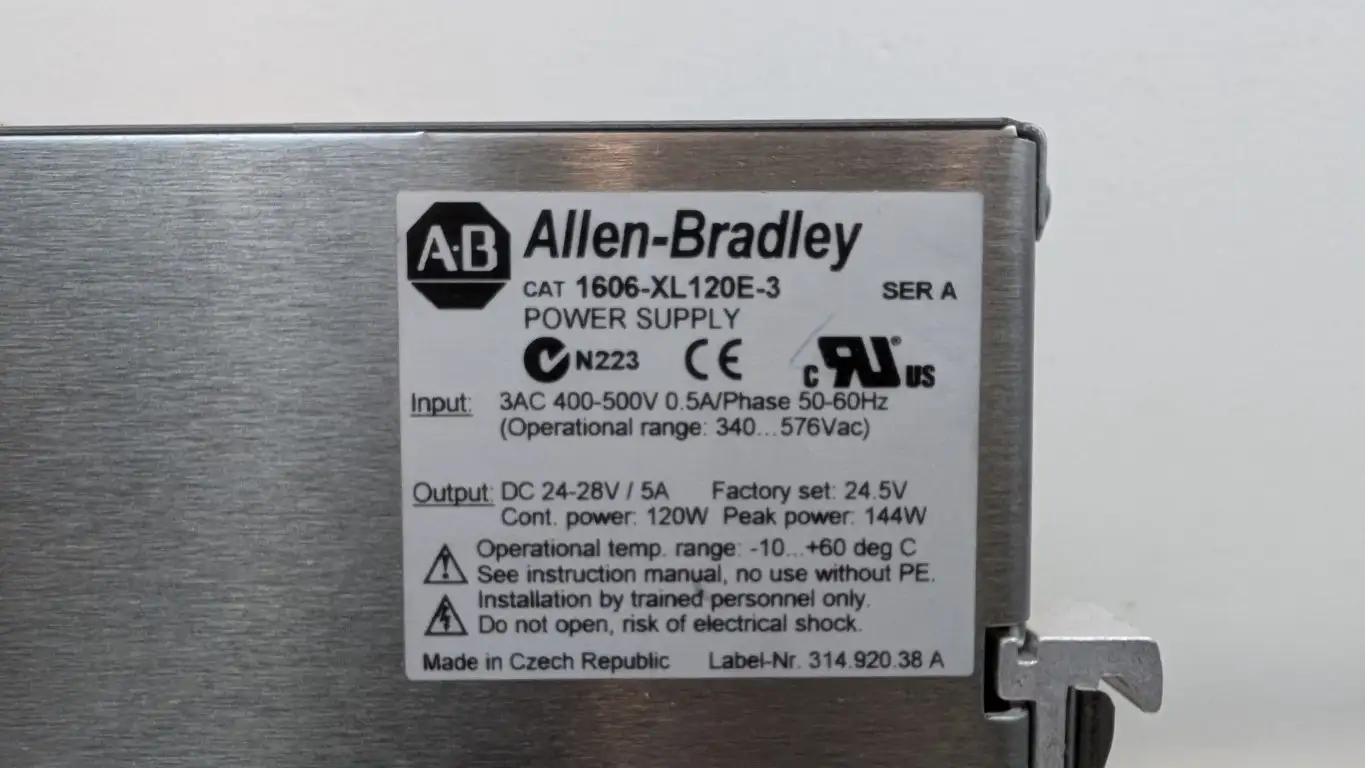 A·B Allen-Bradley
CAT 1606-XL120E-3 SER A
POWER SUPPLY
N223 CE c RU ® US
Input: 3AC 400-500V 0.5A/Phase 50-60Hz
(Operational range: 340...576Vac)
Output: DC 24-28V / 5A Factory set: 24.5V
Cont. power: 120W Peak power: 144W
Operational temp. range: -10...+60 deg C
See instruction manual, no use without PE.
Installation by trained personnel only.
Do not open, risk of electrical shock.
Made in Czech Republic Label-Nr. 314.920.38 A